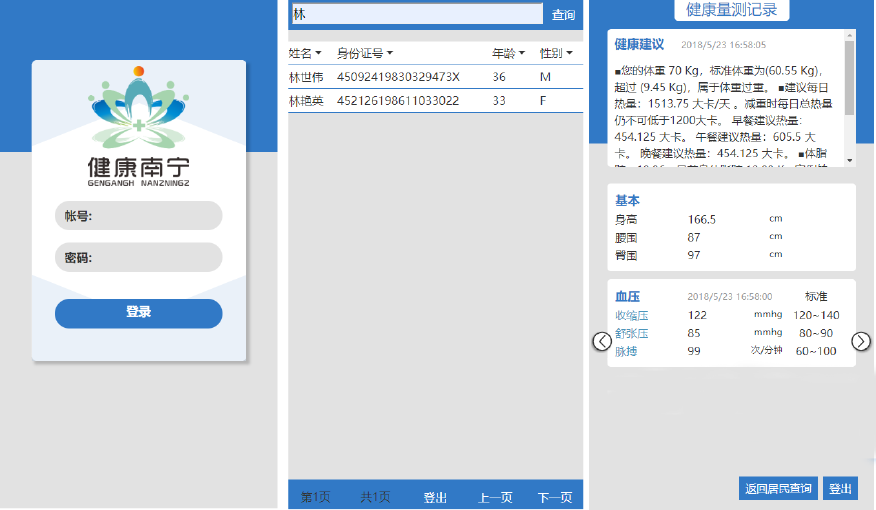 健康南宁
GENGANGH NANZNINGZ
帐号:
密码:
登录
林
查询
姓名 身份证号 年龄 性别
林世伟 45092419830329473X 36 M
林艳英 452126198611033022 33 F
第1页 共1页 登出 上一页 下一页
健康量测记录
健康建议 2018/5/23 16:58:05
■您的体重 70 Kg，标准体重为(60.55 Kg)，
超过 (9.45 Kg)，属于体重过重。 ■建议每日
热量：1513.75 大卡/天 。减重时每日总热量
仍不可低于1200大卡。 早餐建议热量：
454.125 大卡。 午餐建议热量：605.5 大
卡。 晚餐建议热量：454.125 大卡。 ■体脂
基本
身高 166.5 cm
腰围 87 cm
臀围 97 cm
血压 2018/5/23 16:58:00 标准
收缩压 122 mmhg 120~140
舒张压 85 mmhg 80~90
脉搏 99 次/分钟 60~100
返回居民查询 登出